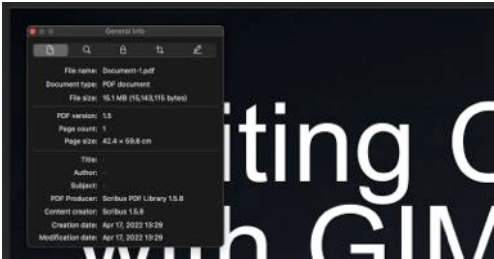 General Info
File name: Document-1.pdf
Document type: PDF document
File size: 15.1 MB (15,143,115 bytes)
PDF version: 1.5
Page count: 1
Page size: 42.4 × 59.8 cm
Title: -
Author: -
Subject: -
PDF Producer: Scribus PDF Library 1.5.8
Content creator: Scribus 1.5.8
Creation date: Apr 17, 2022 13:29
Modification date: Apr 17, 2022 13:29
iting C
with GIM